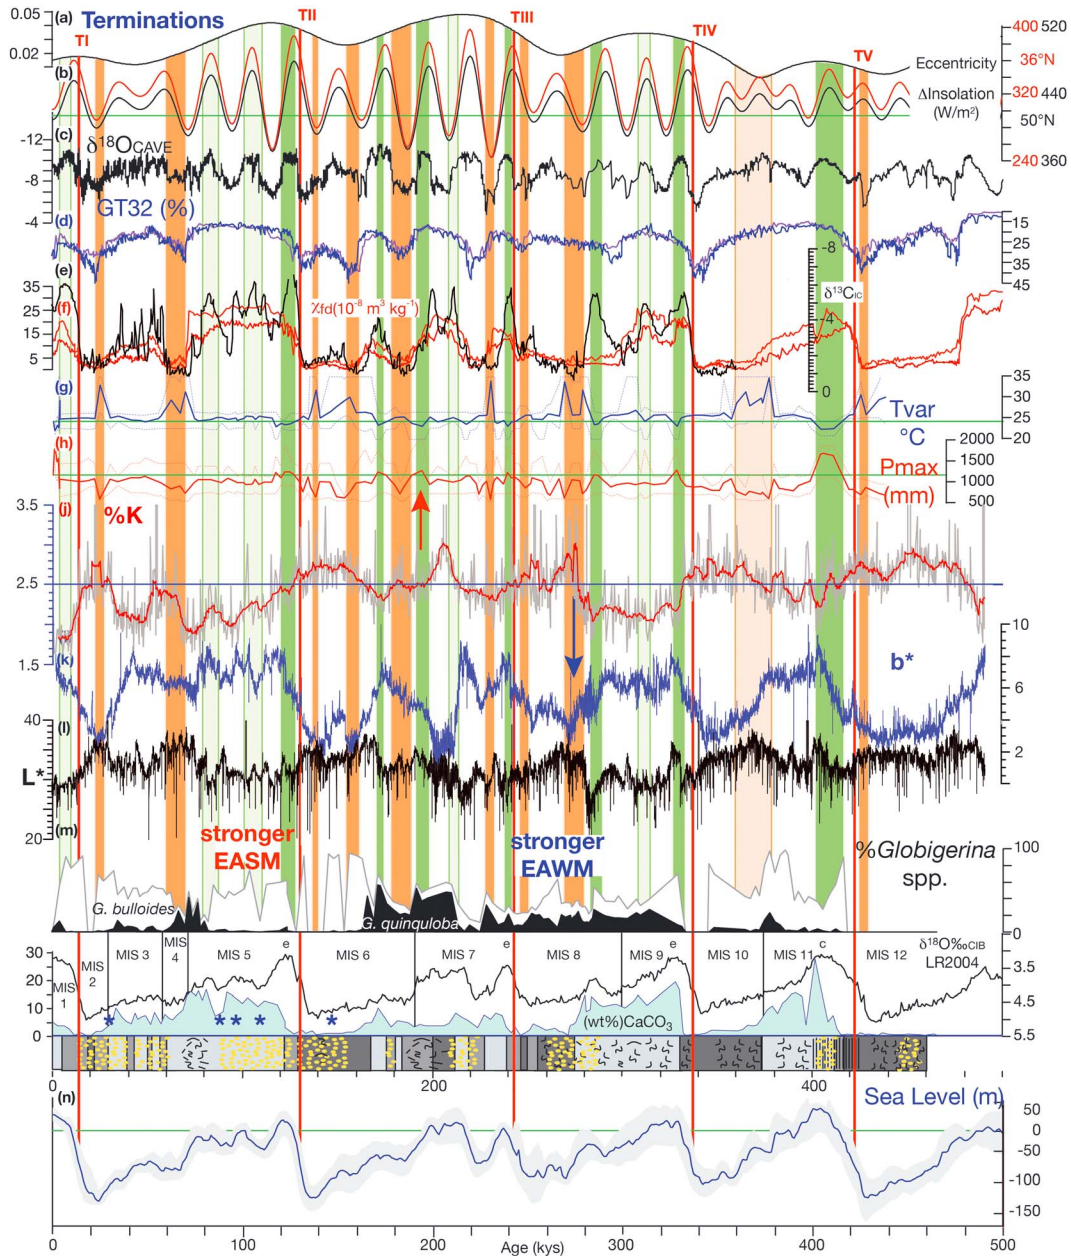 0.05
(a)
Terminations
TI
TII
TIII
TIV
TV
400
520
0.02
Eccentricity
36°N
(b)
ΔInsolation
(W/m²)
320
440
50°N
-12
(c)
δ¹⁸OCAVE
240
360
-8
-4
GT32 (%)
(d)
15
25
35
45
(e)
35
25
15
5
(f)
χfd(10⁻⁸ m³ kg⁻¹)
-8
δ¹³CIC
-4
0
(g)
35
30
25
20
Tvar
°C
(h)
2000
1500
1000
500
Pmax
(mm)
3.5
(j)
%K
2.5
1.5
(k)
b*
10
6
2
40
(l)
L*
20
(m)
stronger
EASM
stronger
EAWM
%Globigerina
spp.
100
50
0
G. bulloides
G. quinquloba
30
20
10
0
MIS
1
MIS
2
MIS 3
MIS
4
MIS 5
e
MIS 6
MIS 7
e
MIS 8
MIS 9
e
MIS 10
MIS 11
c
MIS 12
δ¹⁸O‰CIB
LR2004
3.5
4.5
5.5
* * * * *
(wt%)CaCO₃
0
200
400
(n)
Sea Level (m)
50
0
-50
-100
-150
0
100
200
300
400
500
Age (kys)